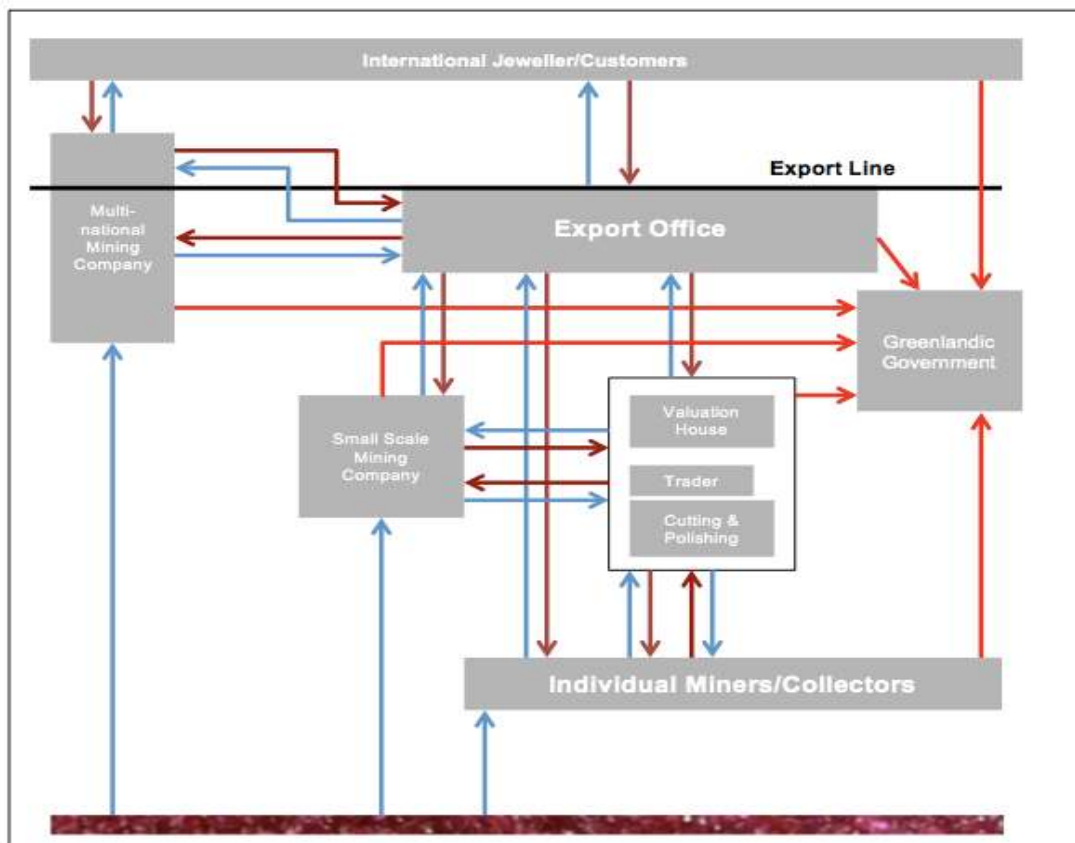 International Jeweller/Customers
Export Line
Multi-
national
Mining
Company
Export Office
Greenlandic
Government
Valuation
House
Small Scale
Mining
Company
Trader
Cutting &
Polishing
Individual Miners/Collectors